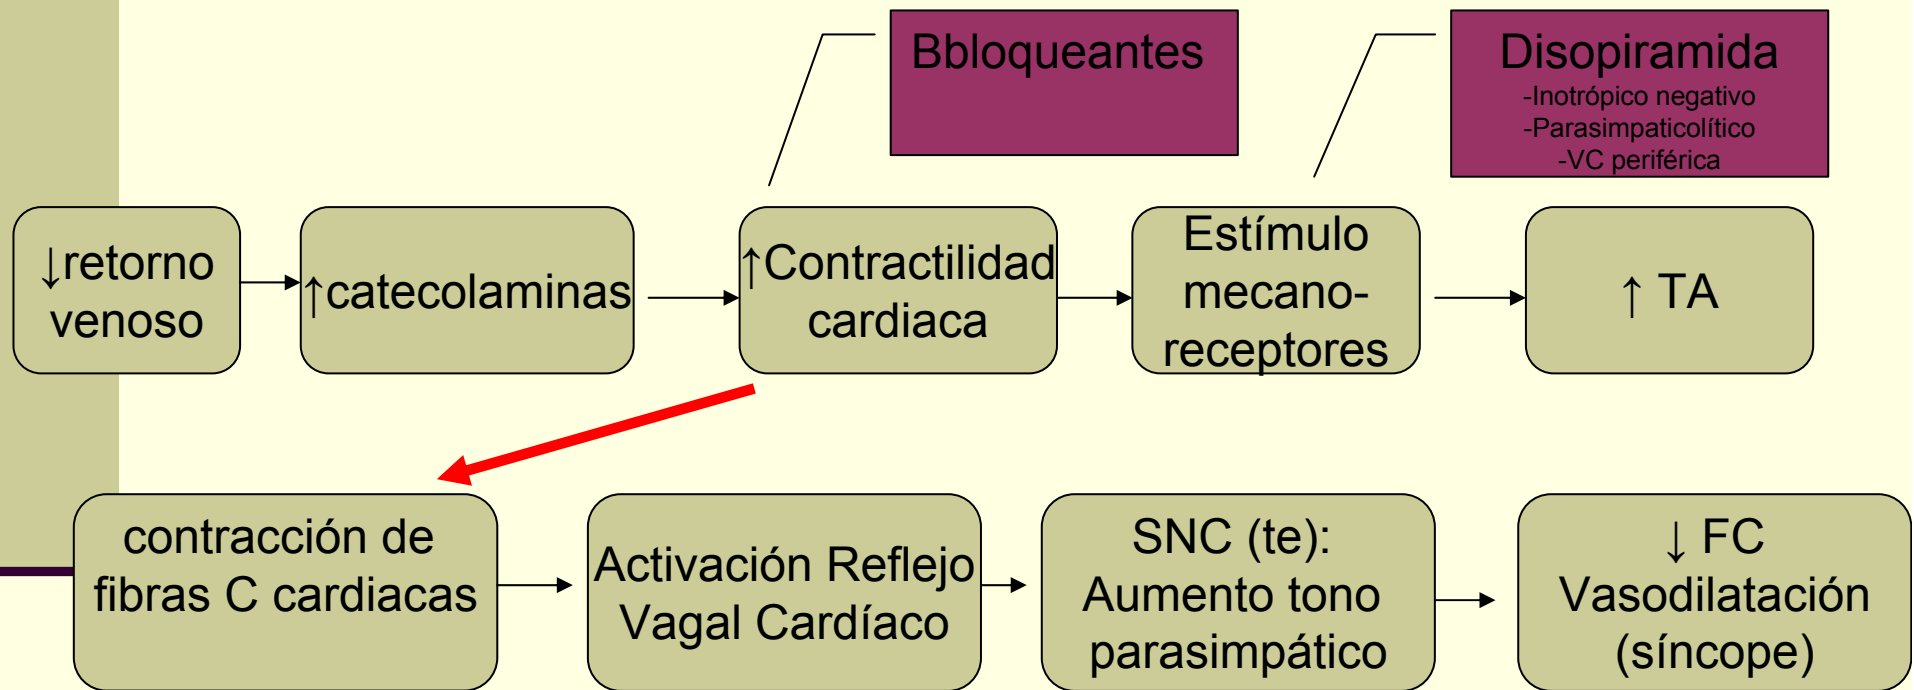 Bbloqueantes
Disopiramida
-Inotrópico negativo
-Parasimpaticolítico
-VC periférica
↓retorno
venoso
↑catecolaminas
↑Contractilidad
cardiaca
Estímulo
mecano-
receptores
↑ TA
contracción de
fibras C cardiacas
Activación Reflejo
Vagal Cardíaco
SNC (te):
Aumento tono
parasimpático
↓ FC
Vasodilatación
(síncope)